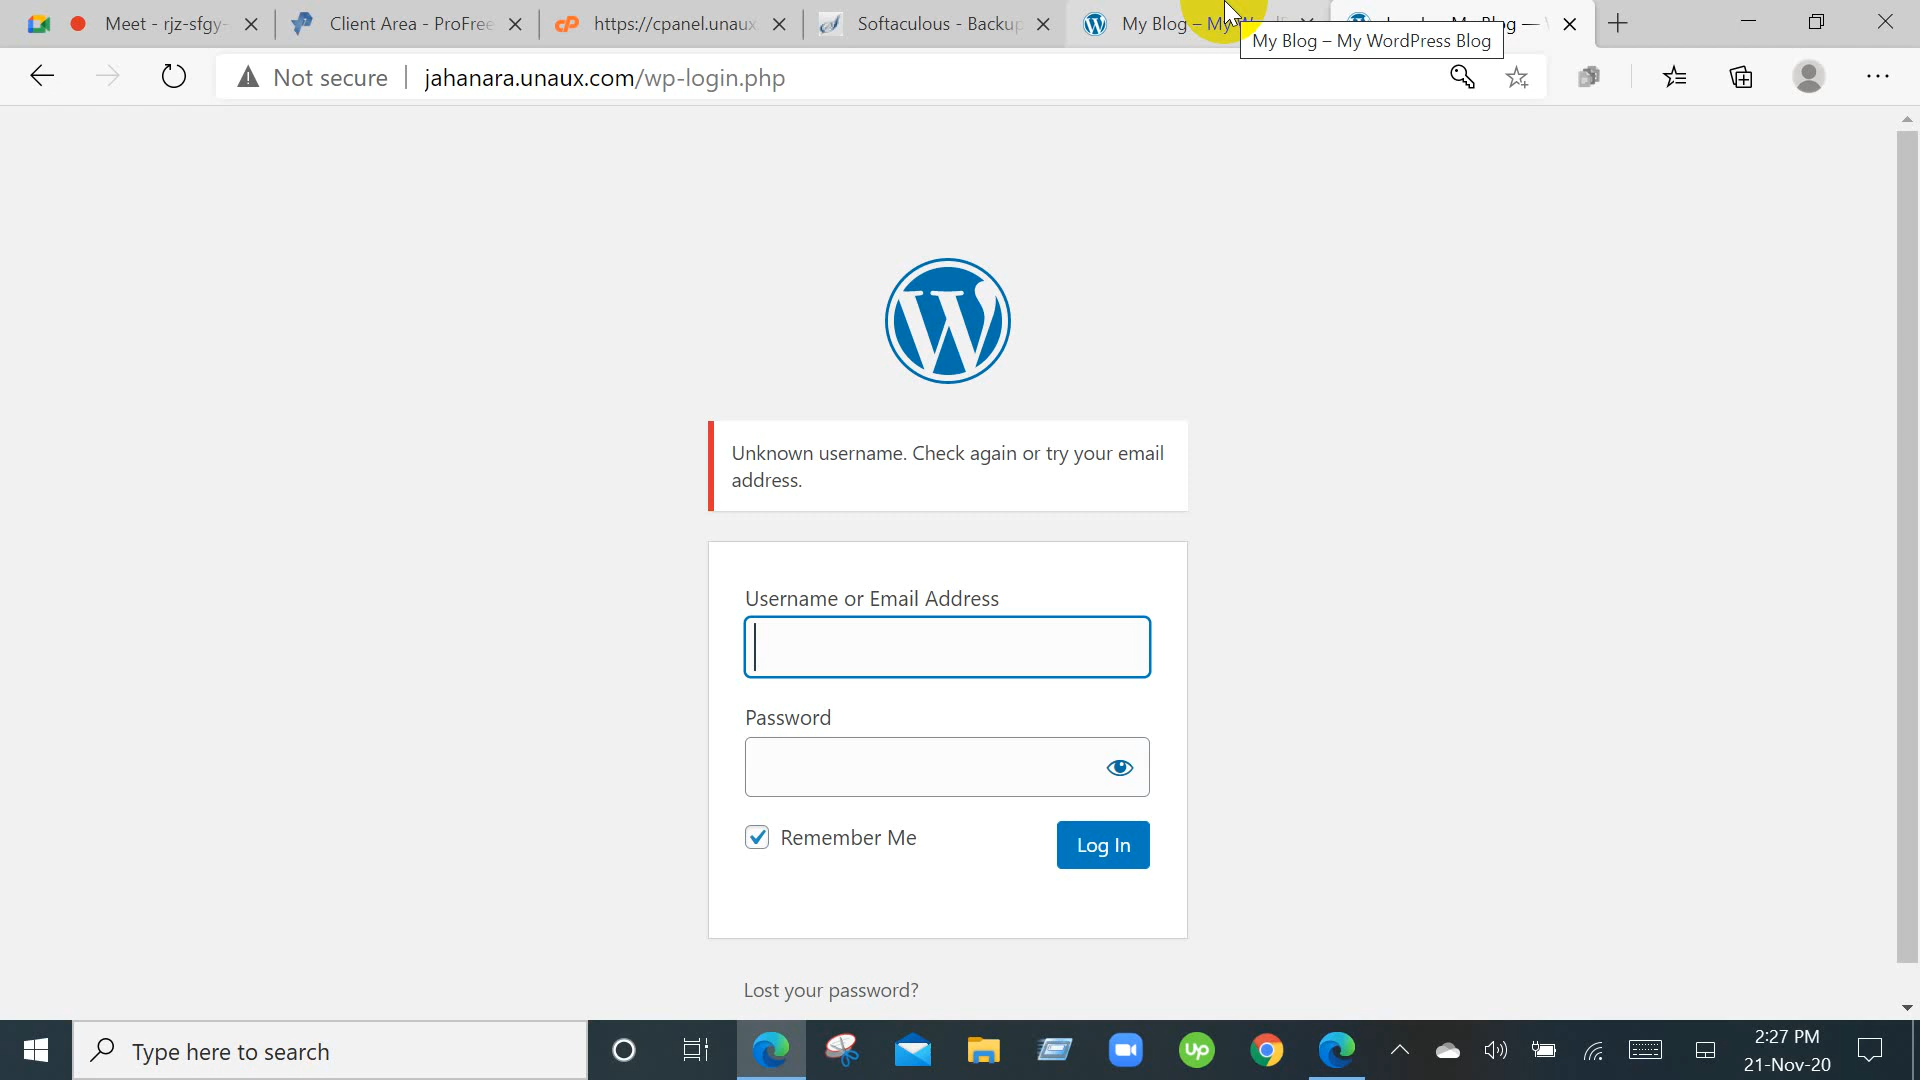 Meet - rjz-sfgy-
Client Area - ProFree
https://cpanel.unaux
Softaculous - Backup
My Blog – My W
My Blog – My WordPress Blog
Not secure
jahanara.unaux.com/wp-login.php
Unknown username. Check again or try your email
address.
Username or Email Address
Password
Remember Me
Log In
Lost your password?
Type here to search
up
2:27 PM
21-Nov-20